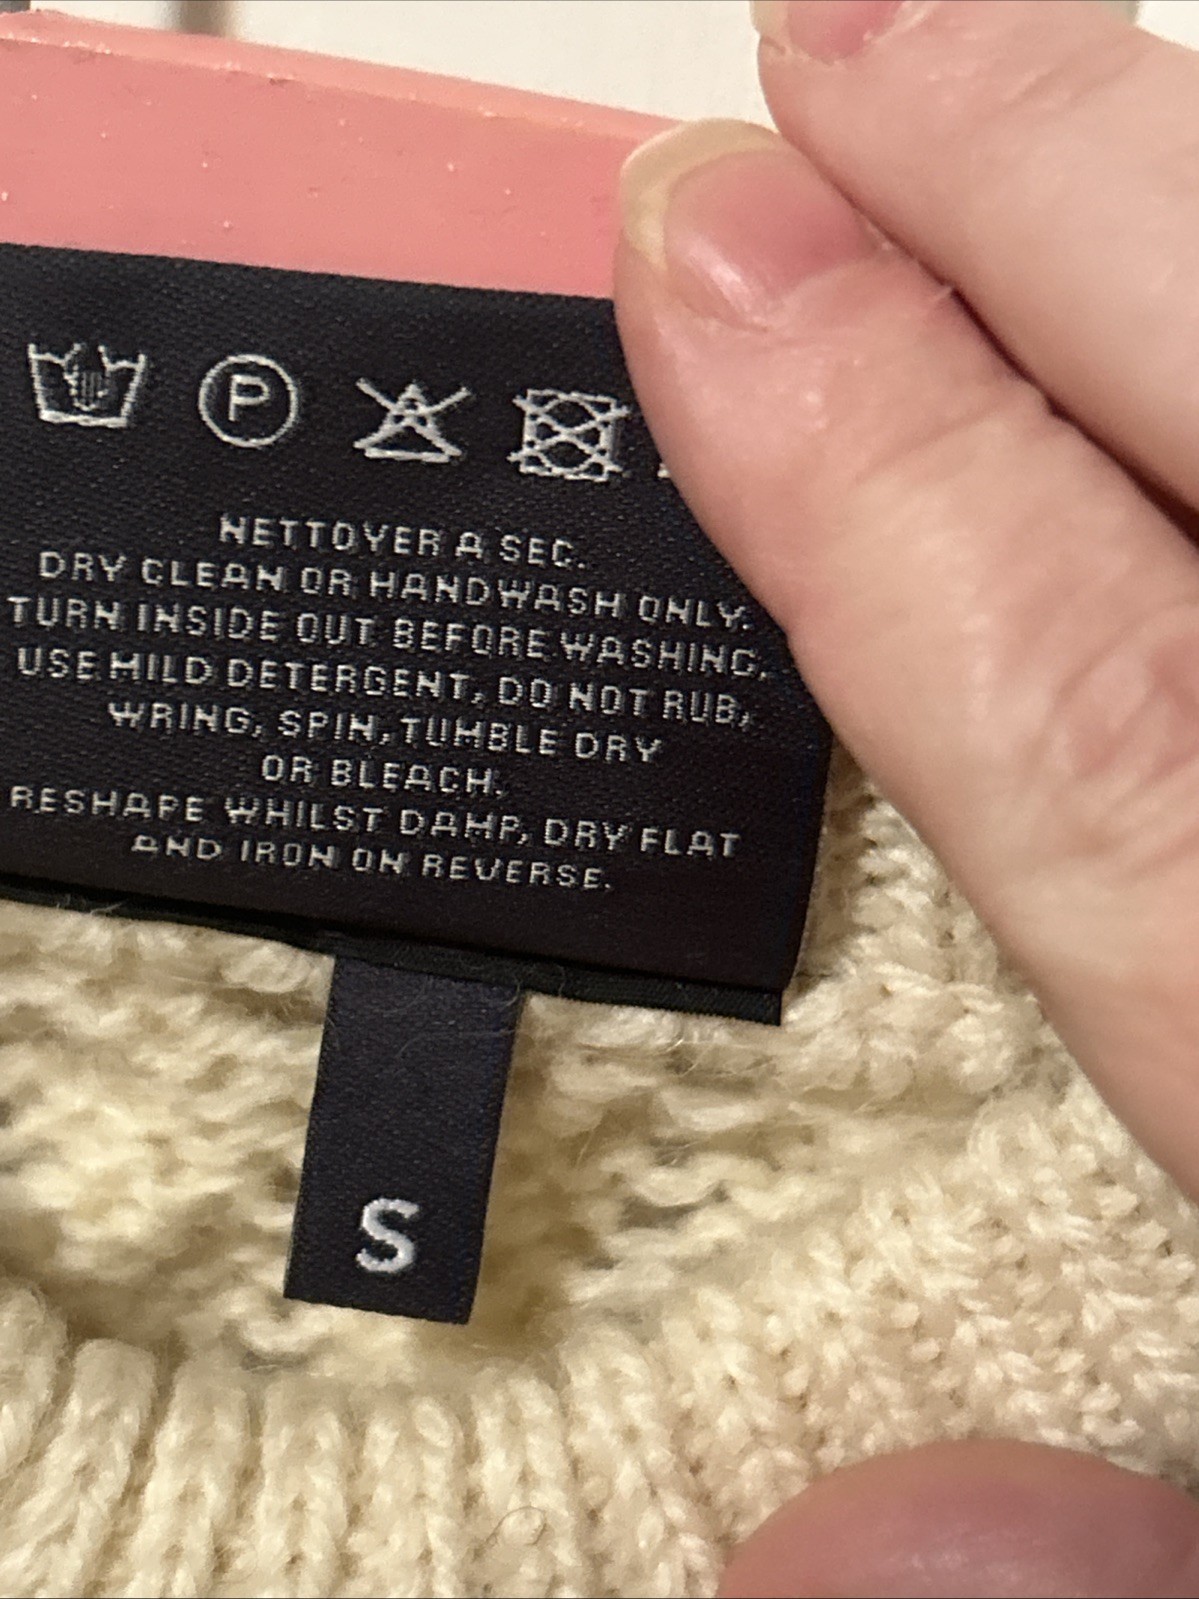 P
NETTOYER A SEC.
DRY CLEAN OR HANDWASH ONLY.
TURN INSIDE OUT BEFORE WASHING,
USE MILD DETERGENT, DO NOT RUB,
WRING, SPIN, TUMBLE DRY
OR BLEACH.
RESHAPE WHILST DAMP, DRY FLAT
AND IRON ON REVERSE.
S